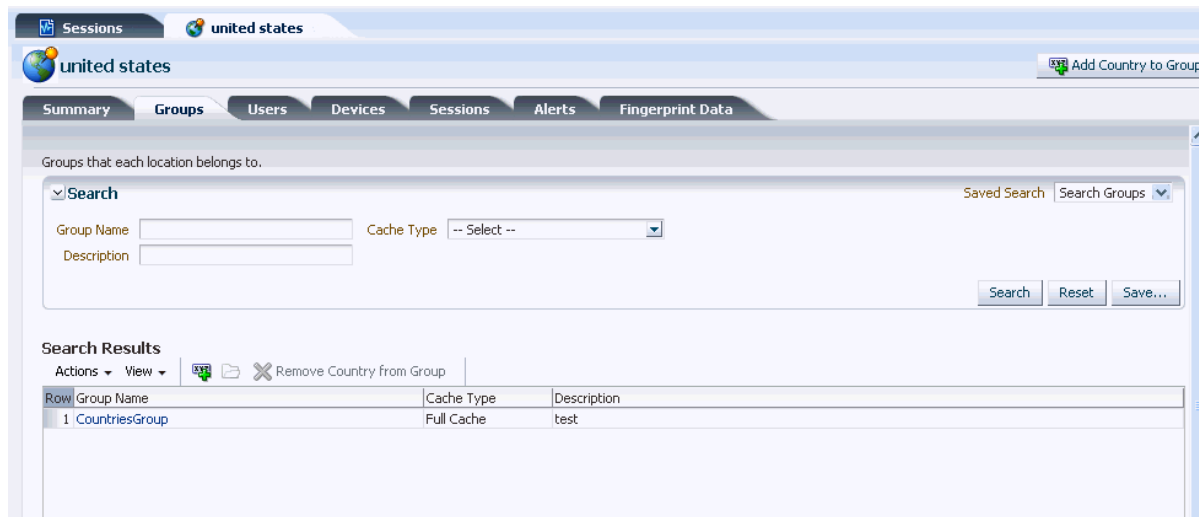 Sessions united states
united states Add Country to Group
Summary Groups Users Devices Sessions Alerts Fingerprint Data
Groups that each location belongs to.
Search Saved Search Search Groups
Group Name Cache Type -- Select --
Description
Search Reset Save...
Search Results
Actions View Remove Country from Group
Row Group Name Cache Type Description
1 CountriesGroup Full Cache test